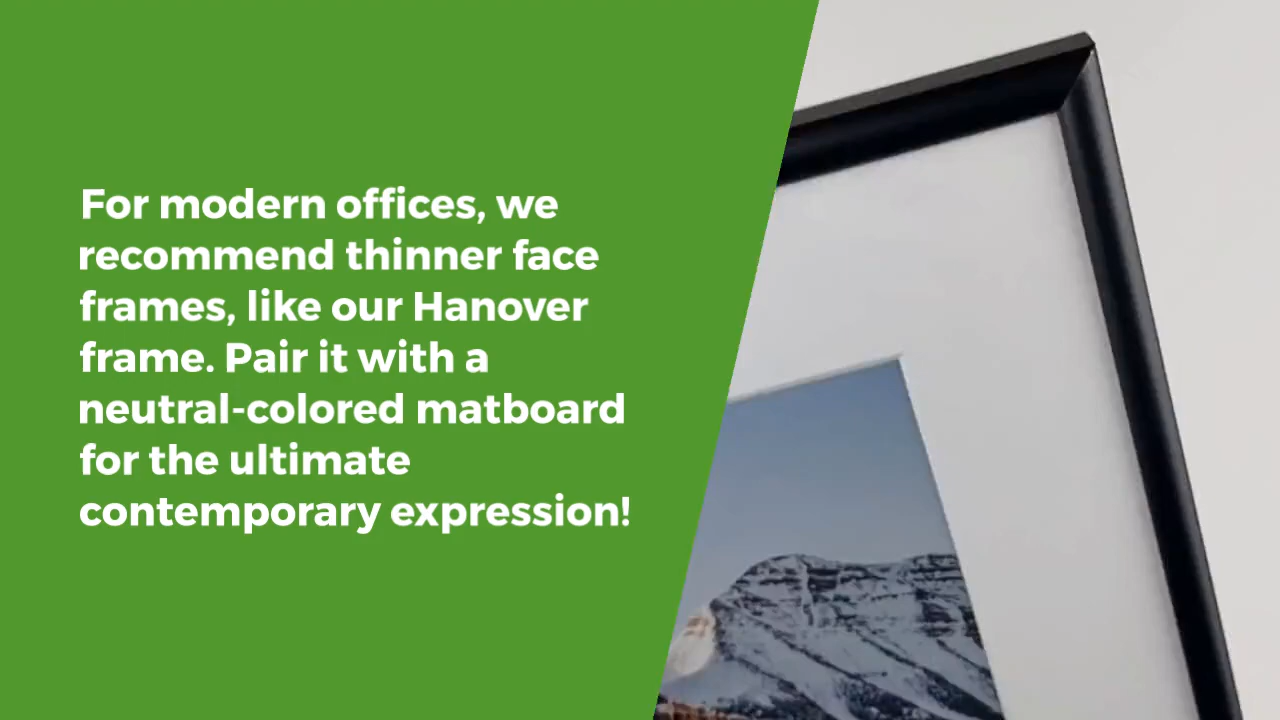 For modern offices, we
recommend thinner face
frames, like our Hanover
frame. Pair it with a
neutral-colored matboard
for the ultimate
contemporary expression!